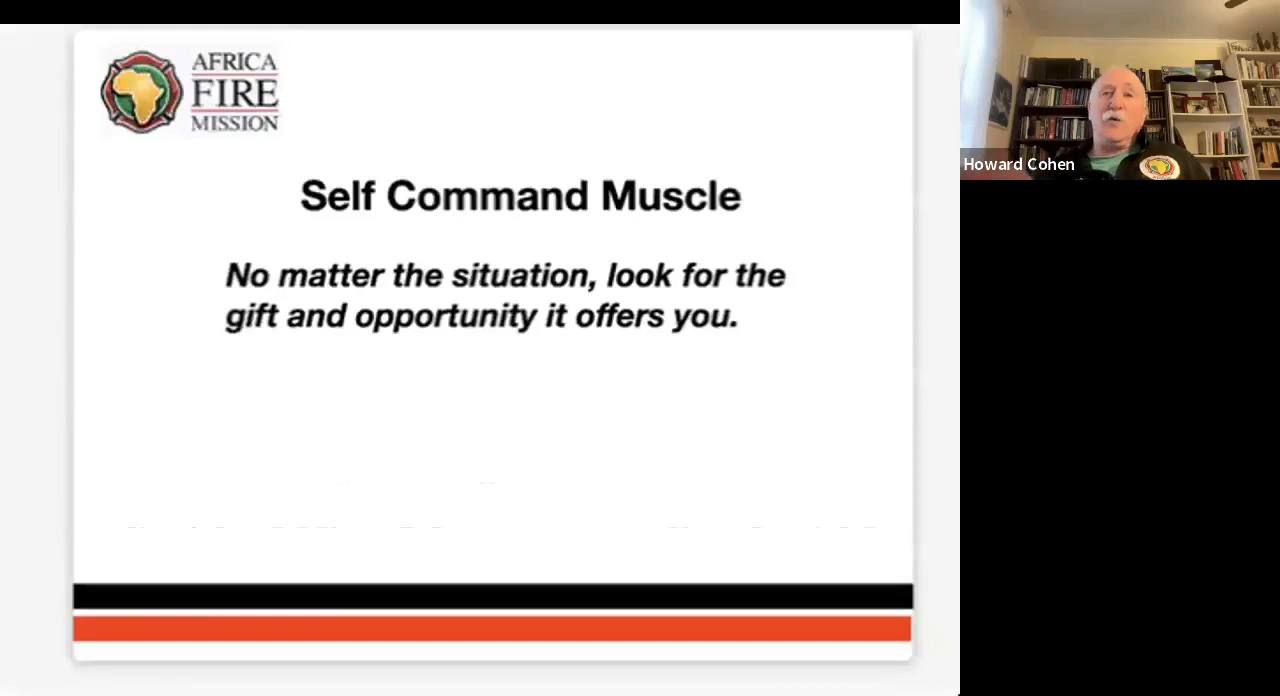 AFRICA
FIRE
MISSION
Self Command Muscle
No matter the situation, look for the
gift and opportunity it offers you.
Howard Cohen